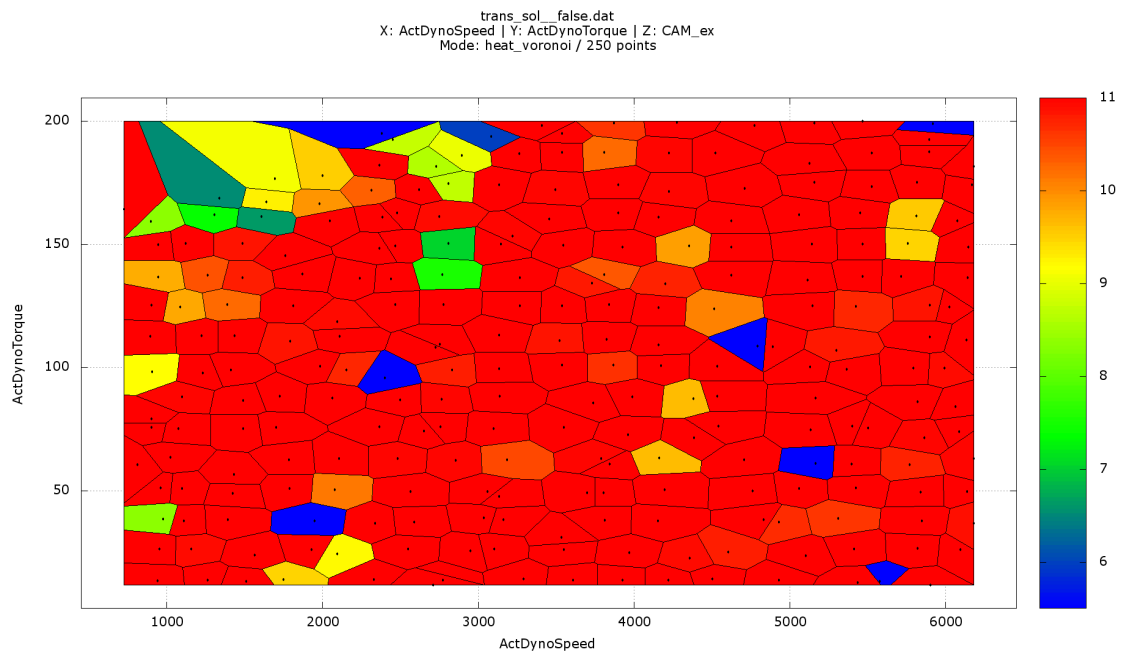 trans_sol__false.dat
X: ActDynoSpeed | Y: ActDynoTorque | Z: CAM_ex
Mode: heat_voronoi / 250 points
200
150
100
50
ActDynoTorque
1000 2000 3000 4000 5000 6000
ActDynoSpeed
11
10
9
8
7
6